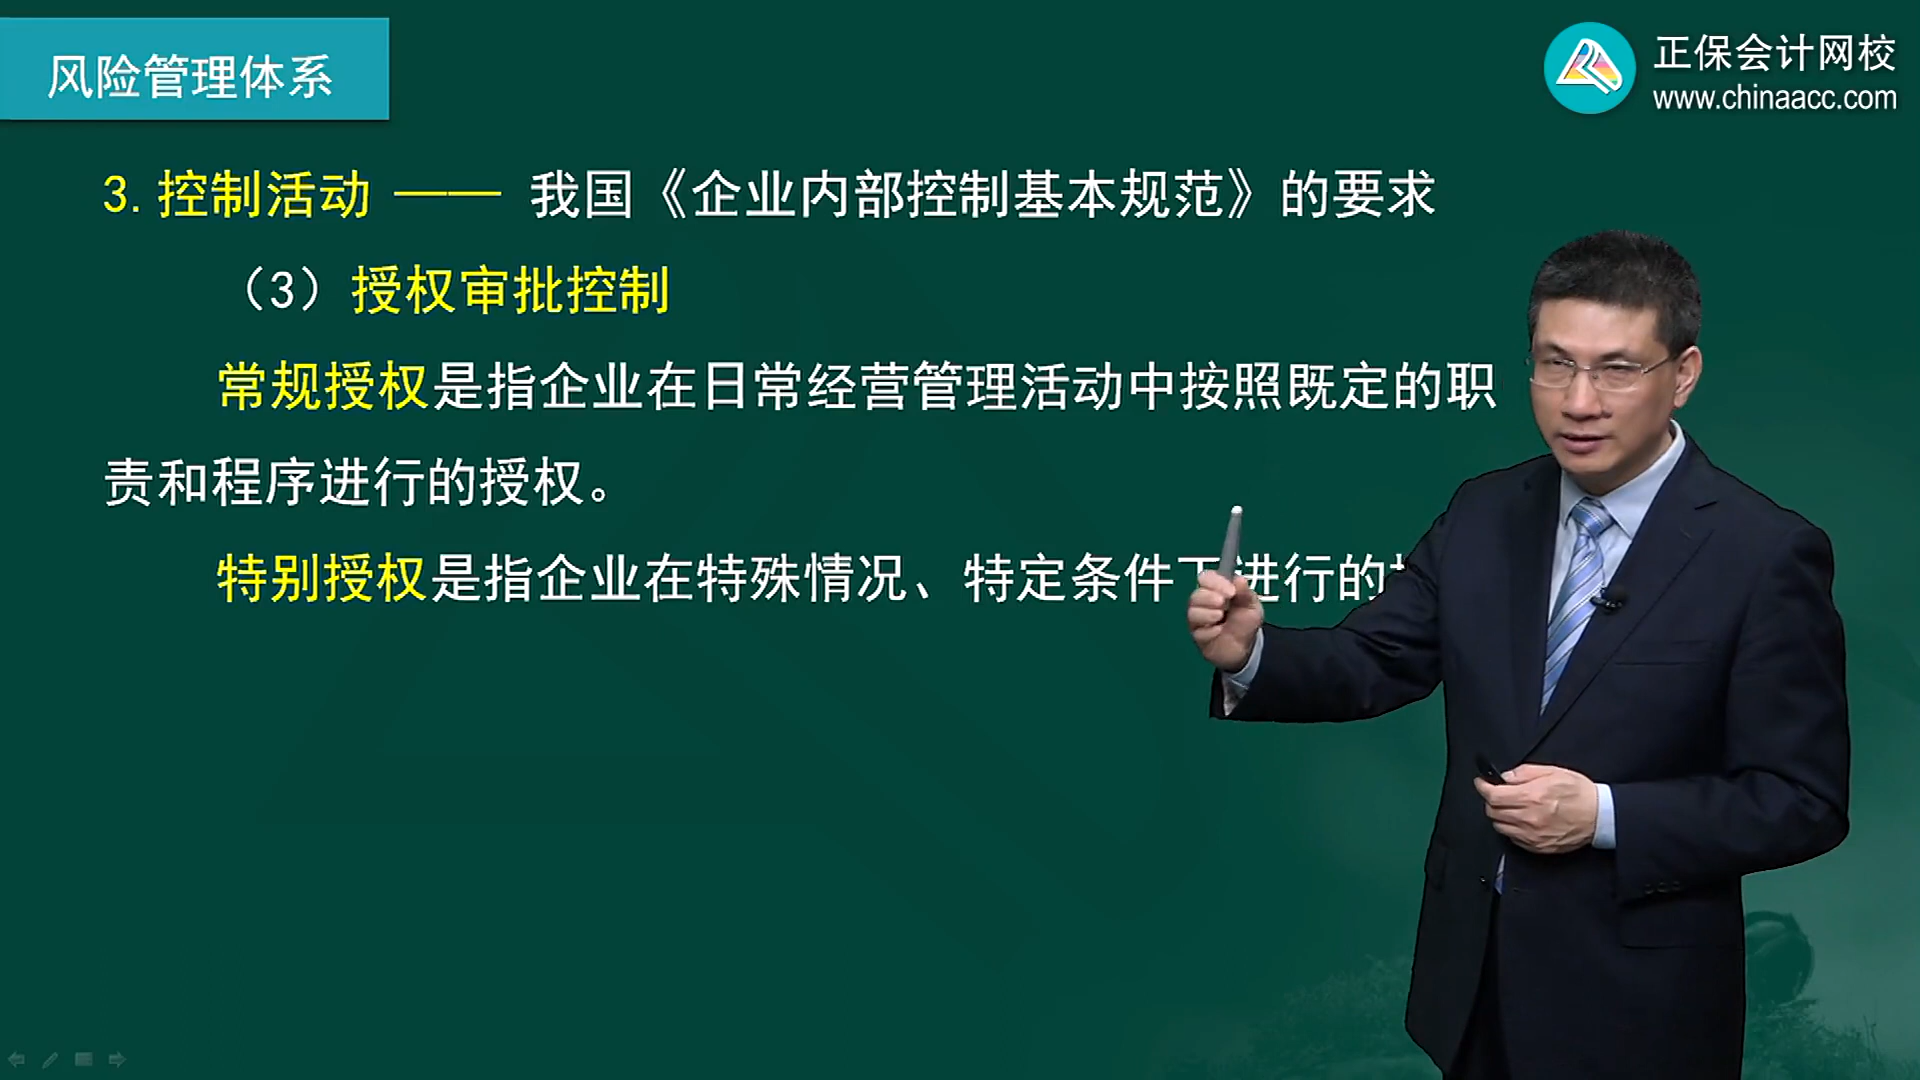 风险管理体系
正保会计网校
www.chinaacc.com
3. 控制活动 —— 我国《企业内部控制基本规范》的要求
（3）授权审批控制
常规授权是指企业在日常经营管理活动中按照既定的职
责和程序进行的授权。
特别授权是指企业在特殊情况、特定条件下进行的